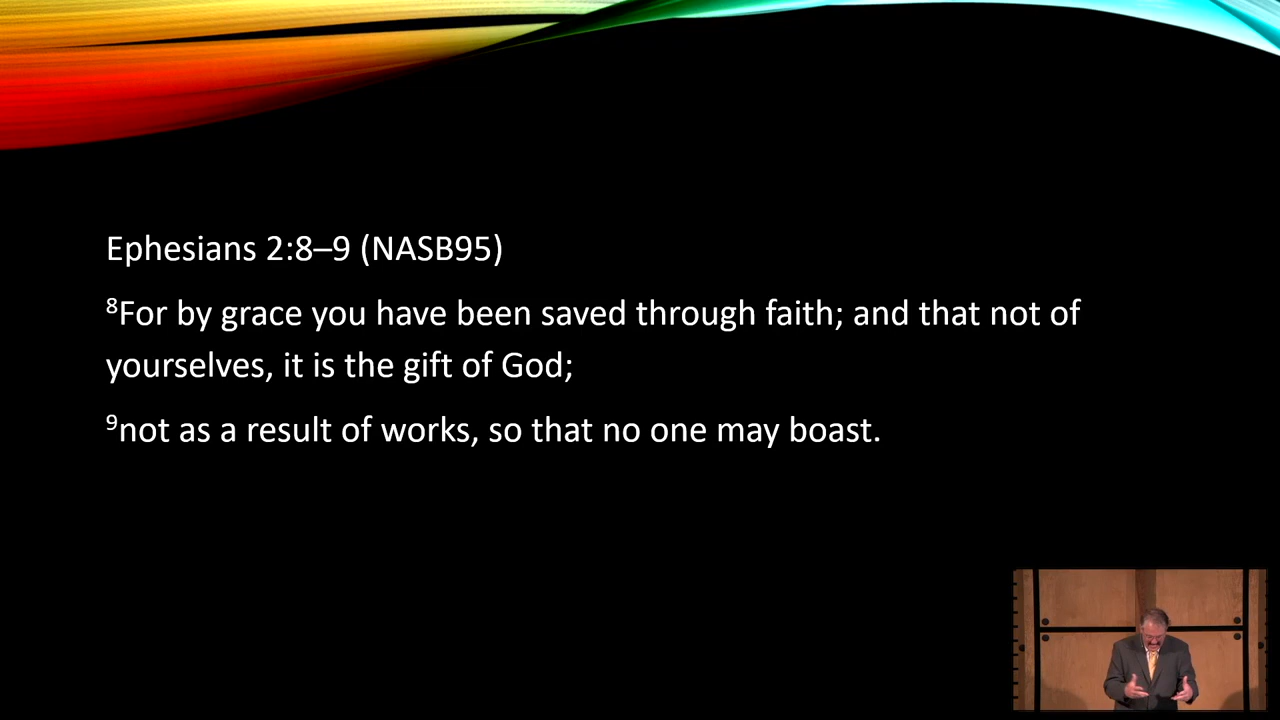 Ephesians 2:8–9 (NASB95)
⁸For by grace you have been saved through faith; and that not of
yourselves, it is the gift of God;
⁹not as a result of works, so that no one may boast.